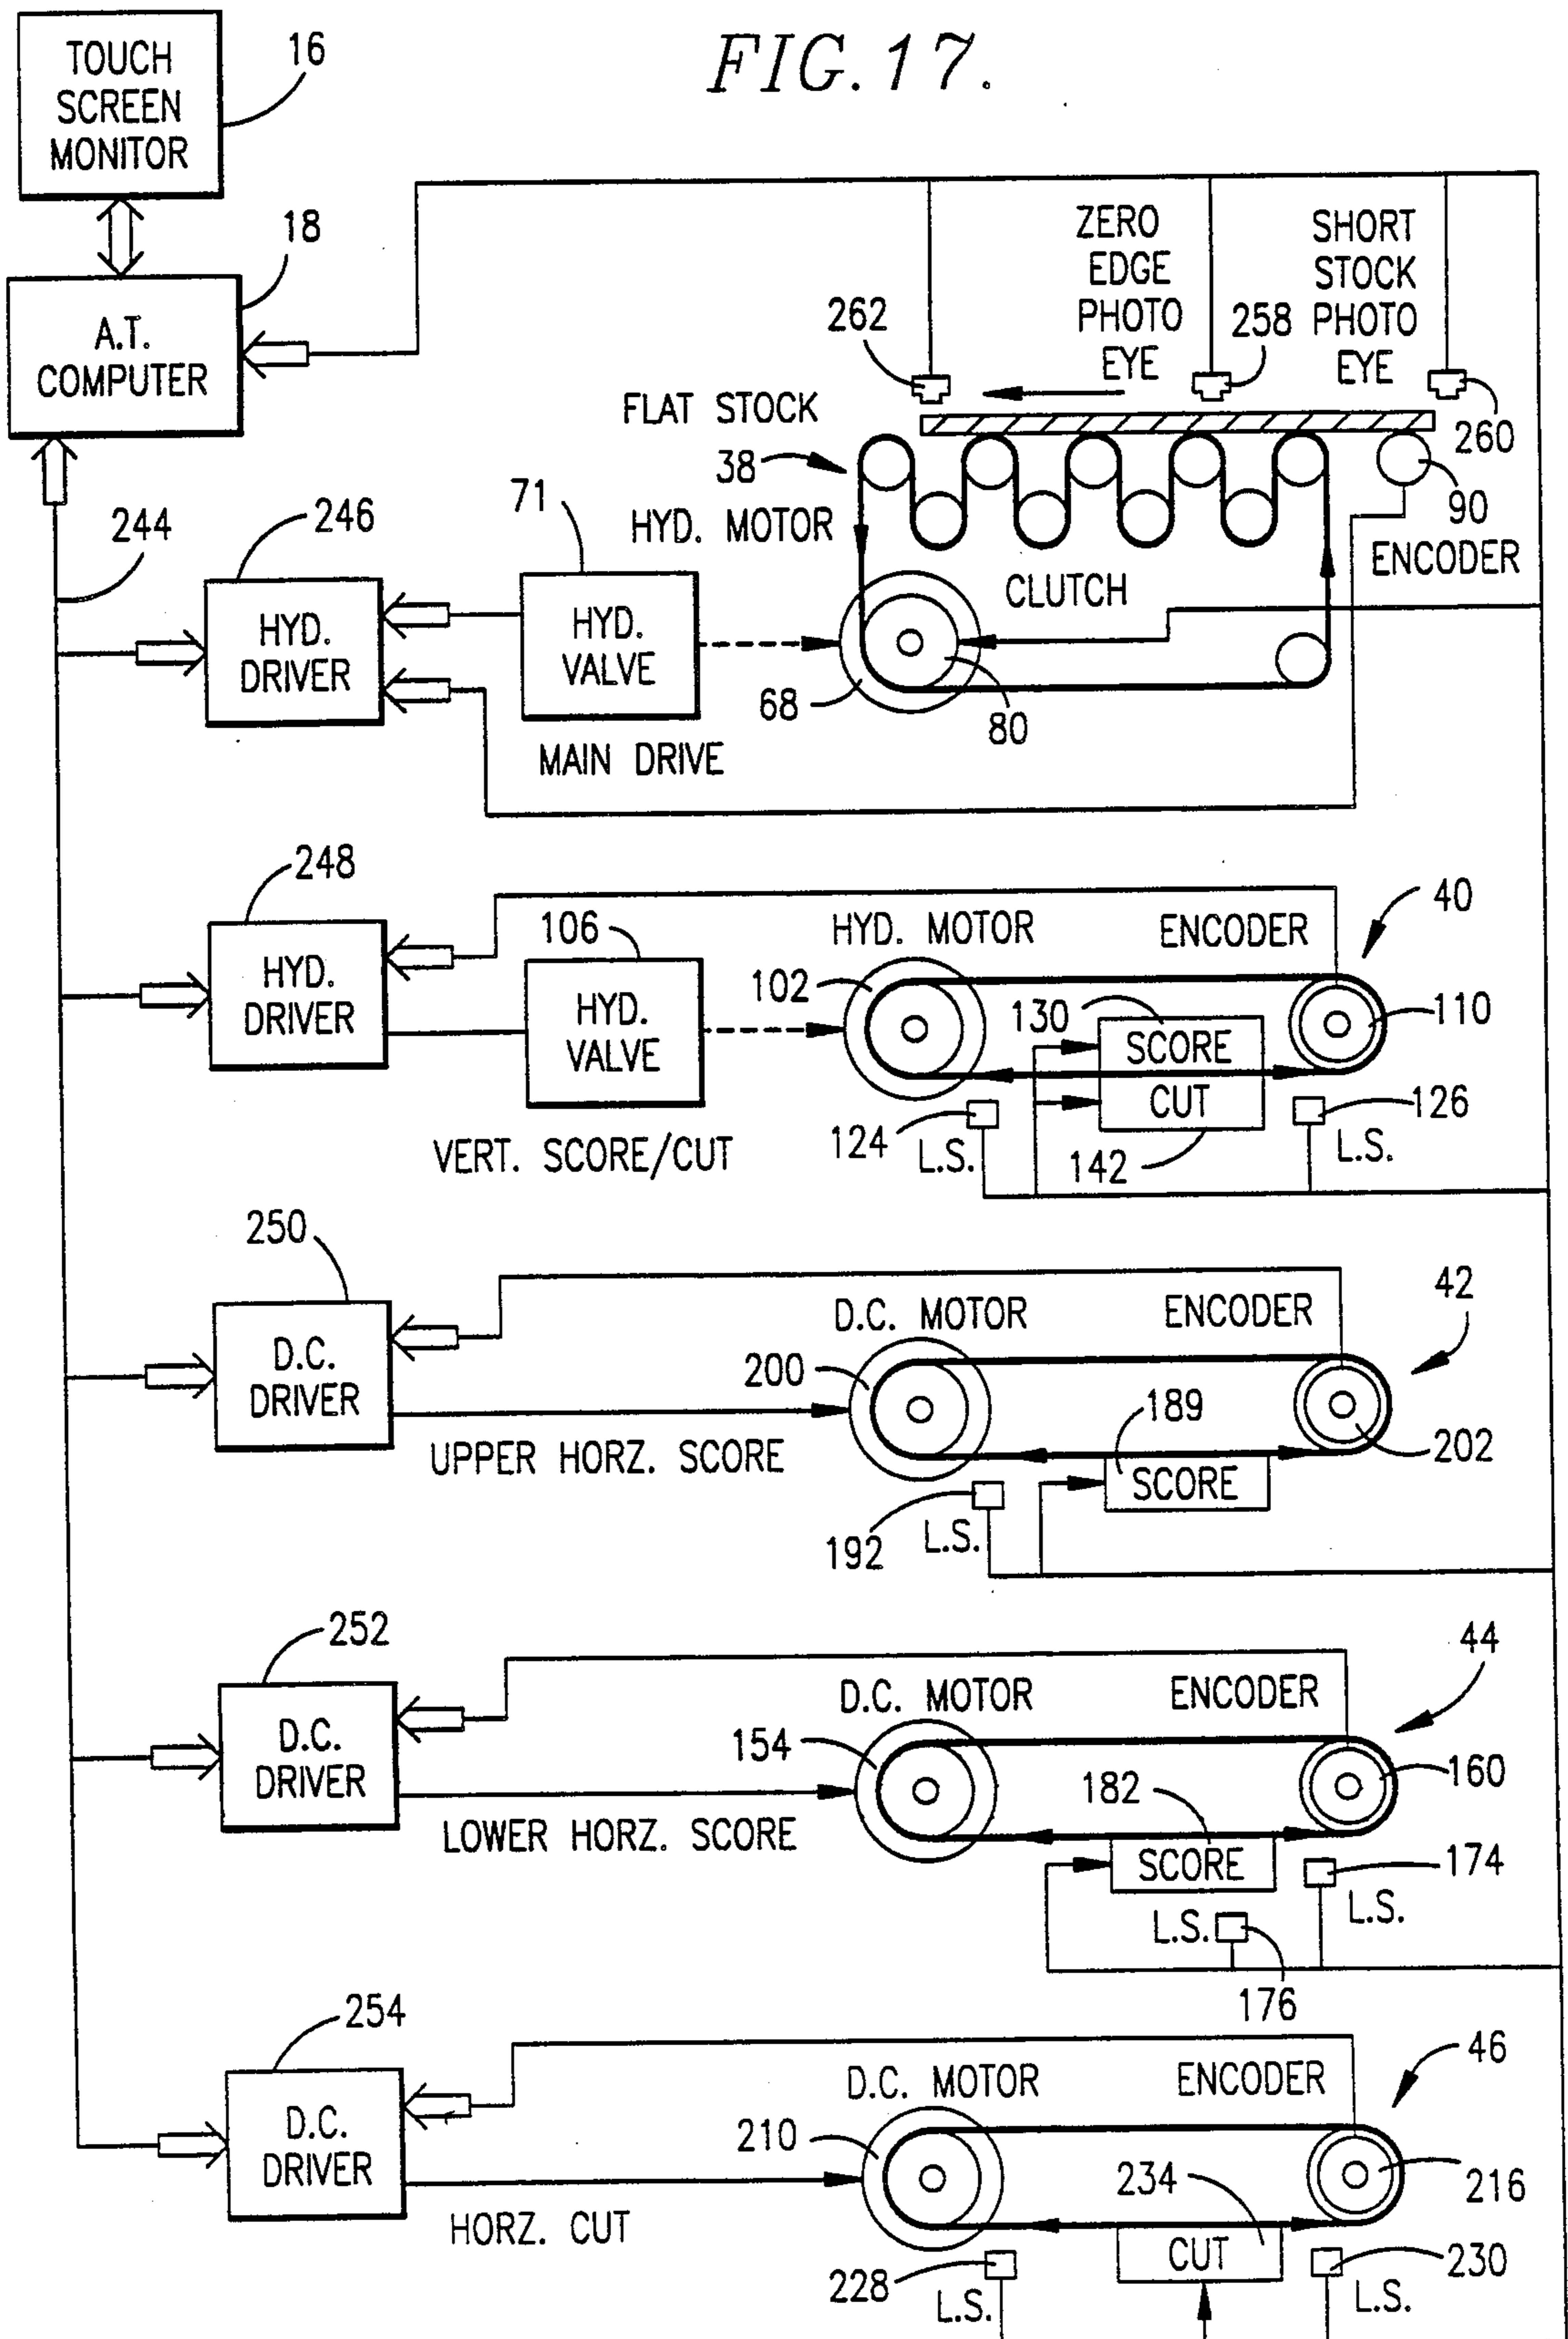 FIG. 17.
TOUCH
SCREEN
MONITOR
16
18
A.T.
COMPUTER
ZERO
EDGE
PHOTO
EYE
SHORT
STOCK
PHOTO
EYE
262
258
260
FLAT STOCK
38
90
ENCODER
244
246
HYD.
DRIVER
71
HYD. MOTOR
HYD.
VALVE
CLUTCH
68
80
MAIN DRIVE
248
HYD.
DRIVER
106
HYD.
VALVE
HYD. MOTOR
ENCODER
40
102
130
SCORE
110
CUT
124
L.S.
142
126
L.S.
VERT. SCORE/CUT
250
D.C.
DRIVER
D.C. MOTOR
ENCODER
42
200
189
202
UPPER HORZ. SCORE
SCORE
192
L.S.
252
D.C.
DRIVER
D.C. MOTOR
ENCODER
44
154
182
160
LOWER HORZ. SCORE
SCORE
174
L.S.
L.S.
176
254
D.C.
DRIVER
D.C. MOTOR
ENCODER
46
210
234
216
HORZ. CUT
CUT
228
L.S.
230
L.S.